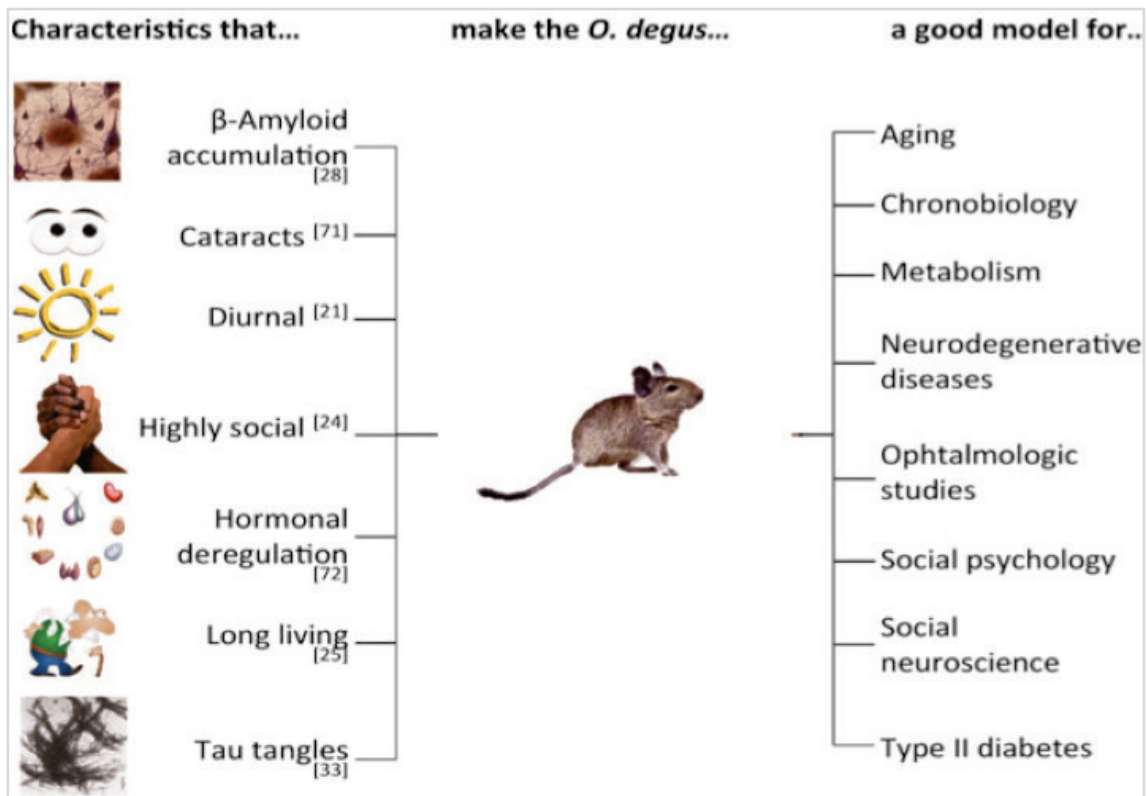 Characteristics that...
make the O. degus...
a good model for..
β-Amyloid
accumulation
[28]
Cataracts [71]
Diurnal [21]
Highly social [24]
Hormonal
deregulation
[72]
Long living
[25]
Tau tangles
[33]
Aging
Chronobiology
Metabolism
Neurodegenerative
diseases
Ophtalmologic
studies
Social psychology
Social
neuroscience
Type II diabetes